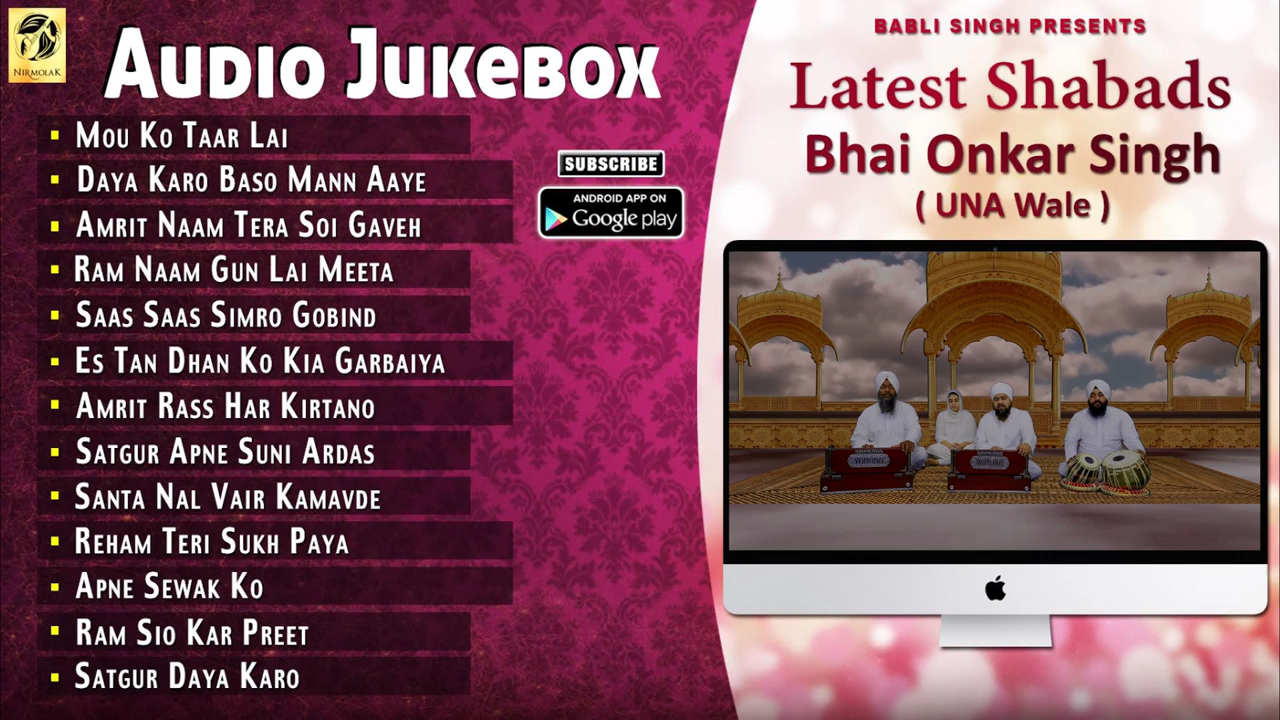 NIRMOLAK
AUDIO JUKEBOX
MOU KO TAAR LAI
DAYA KARO BASO MANN AAYE
AMRIT NAAM TERA SOI GAVEH
RAM NAAM GUN LAI MEETA
SAAS SAAS SIMRO GOBIND
ES TAN DHAN KO KIA GARBAIYA
AMRIT RASS HAR KIRTANO
SATGUR APNE SUNI ARDAS
SANTA NAL VAIR KAMAVDE
REHAM TERI SUKH PAYA
APNE SEWAK KO
RAM SIO KAR PREET
SATGUR DAYA KARO
SUBSCRIBE
ANDROID APP ON
Google play
BABLI SINGH PRESENTS
Latest Shabads
Bhai Onkar Singh
( UNA Wale )